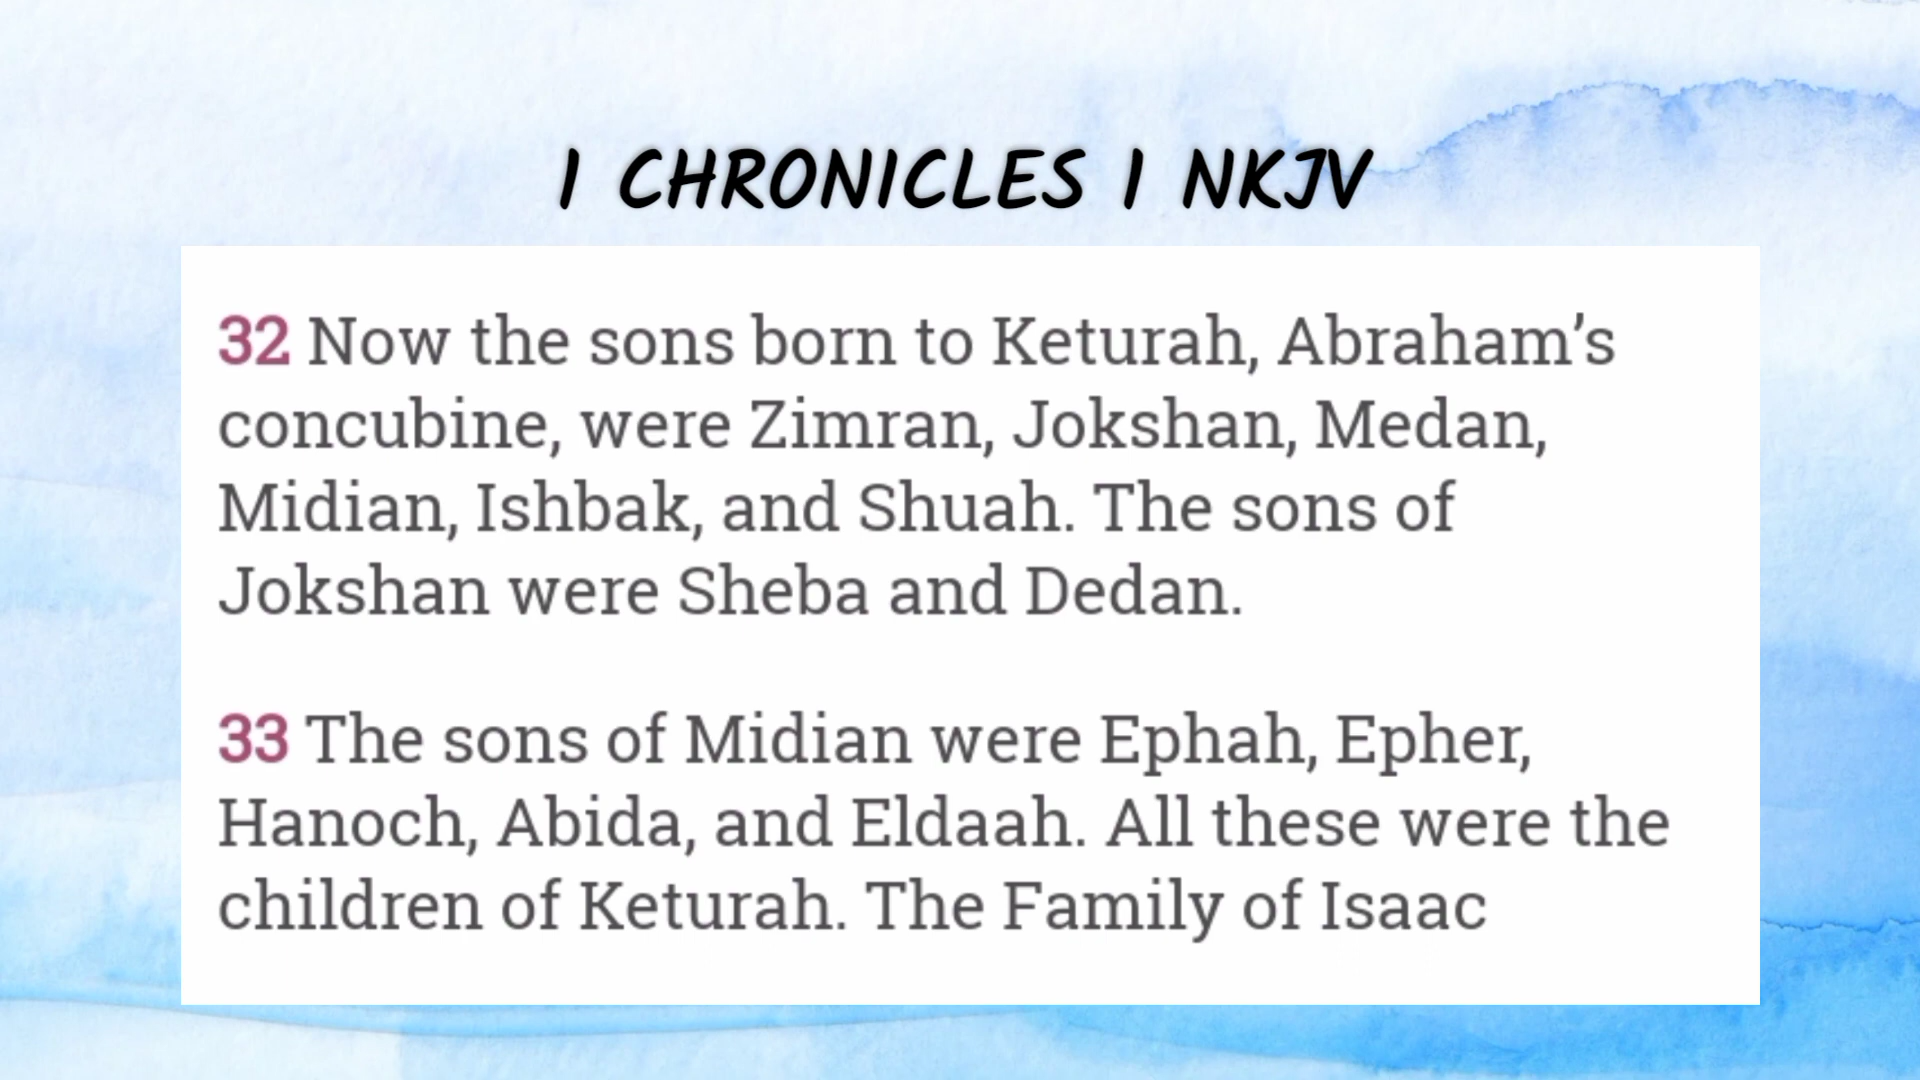 1 CHRONICLES 1 NKJV
32 Now the sons born to Keturah, Abraham’s
concubine, were Zimran, Jokshan, Medan,
Midian, Ishbak, and Shuah. The sons of
Jokshan were Sheba and Dedan.
33 The sons of Midian were Ephah, Epher,
Hanoch, Abida, and Eldaah. All these were the
children of Keturah. The Family of Isaac